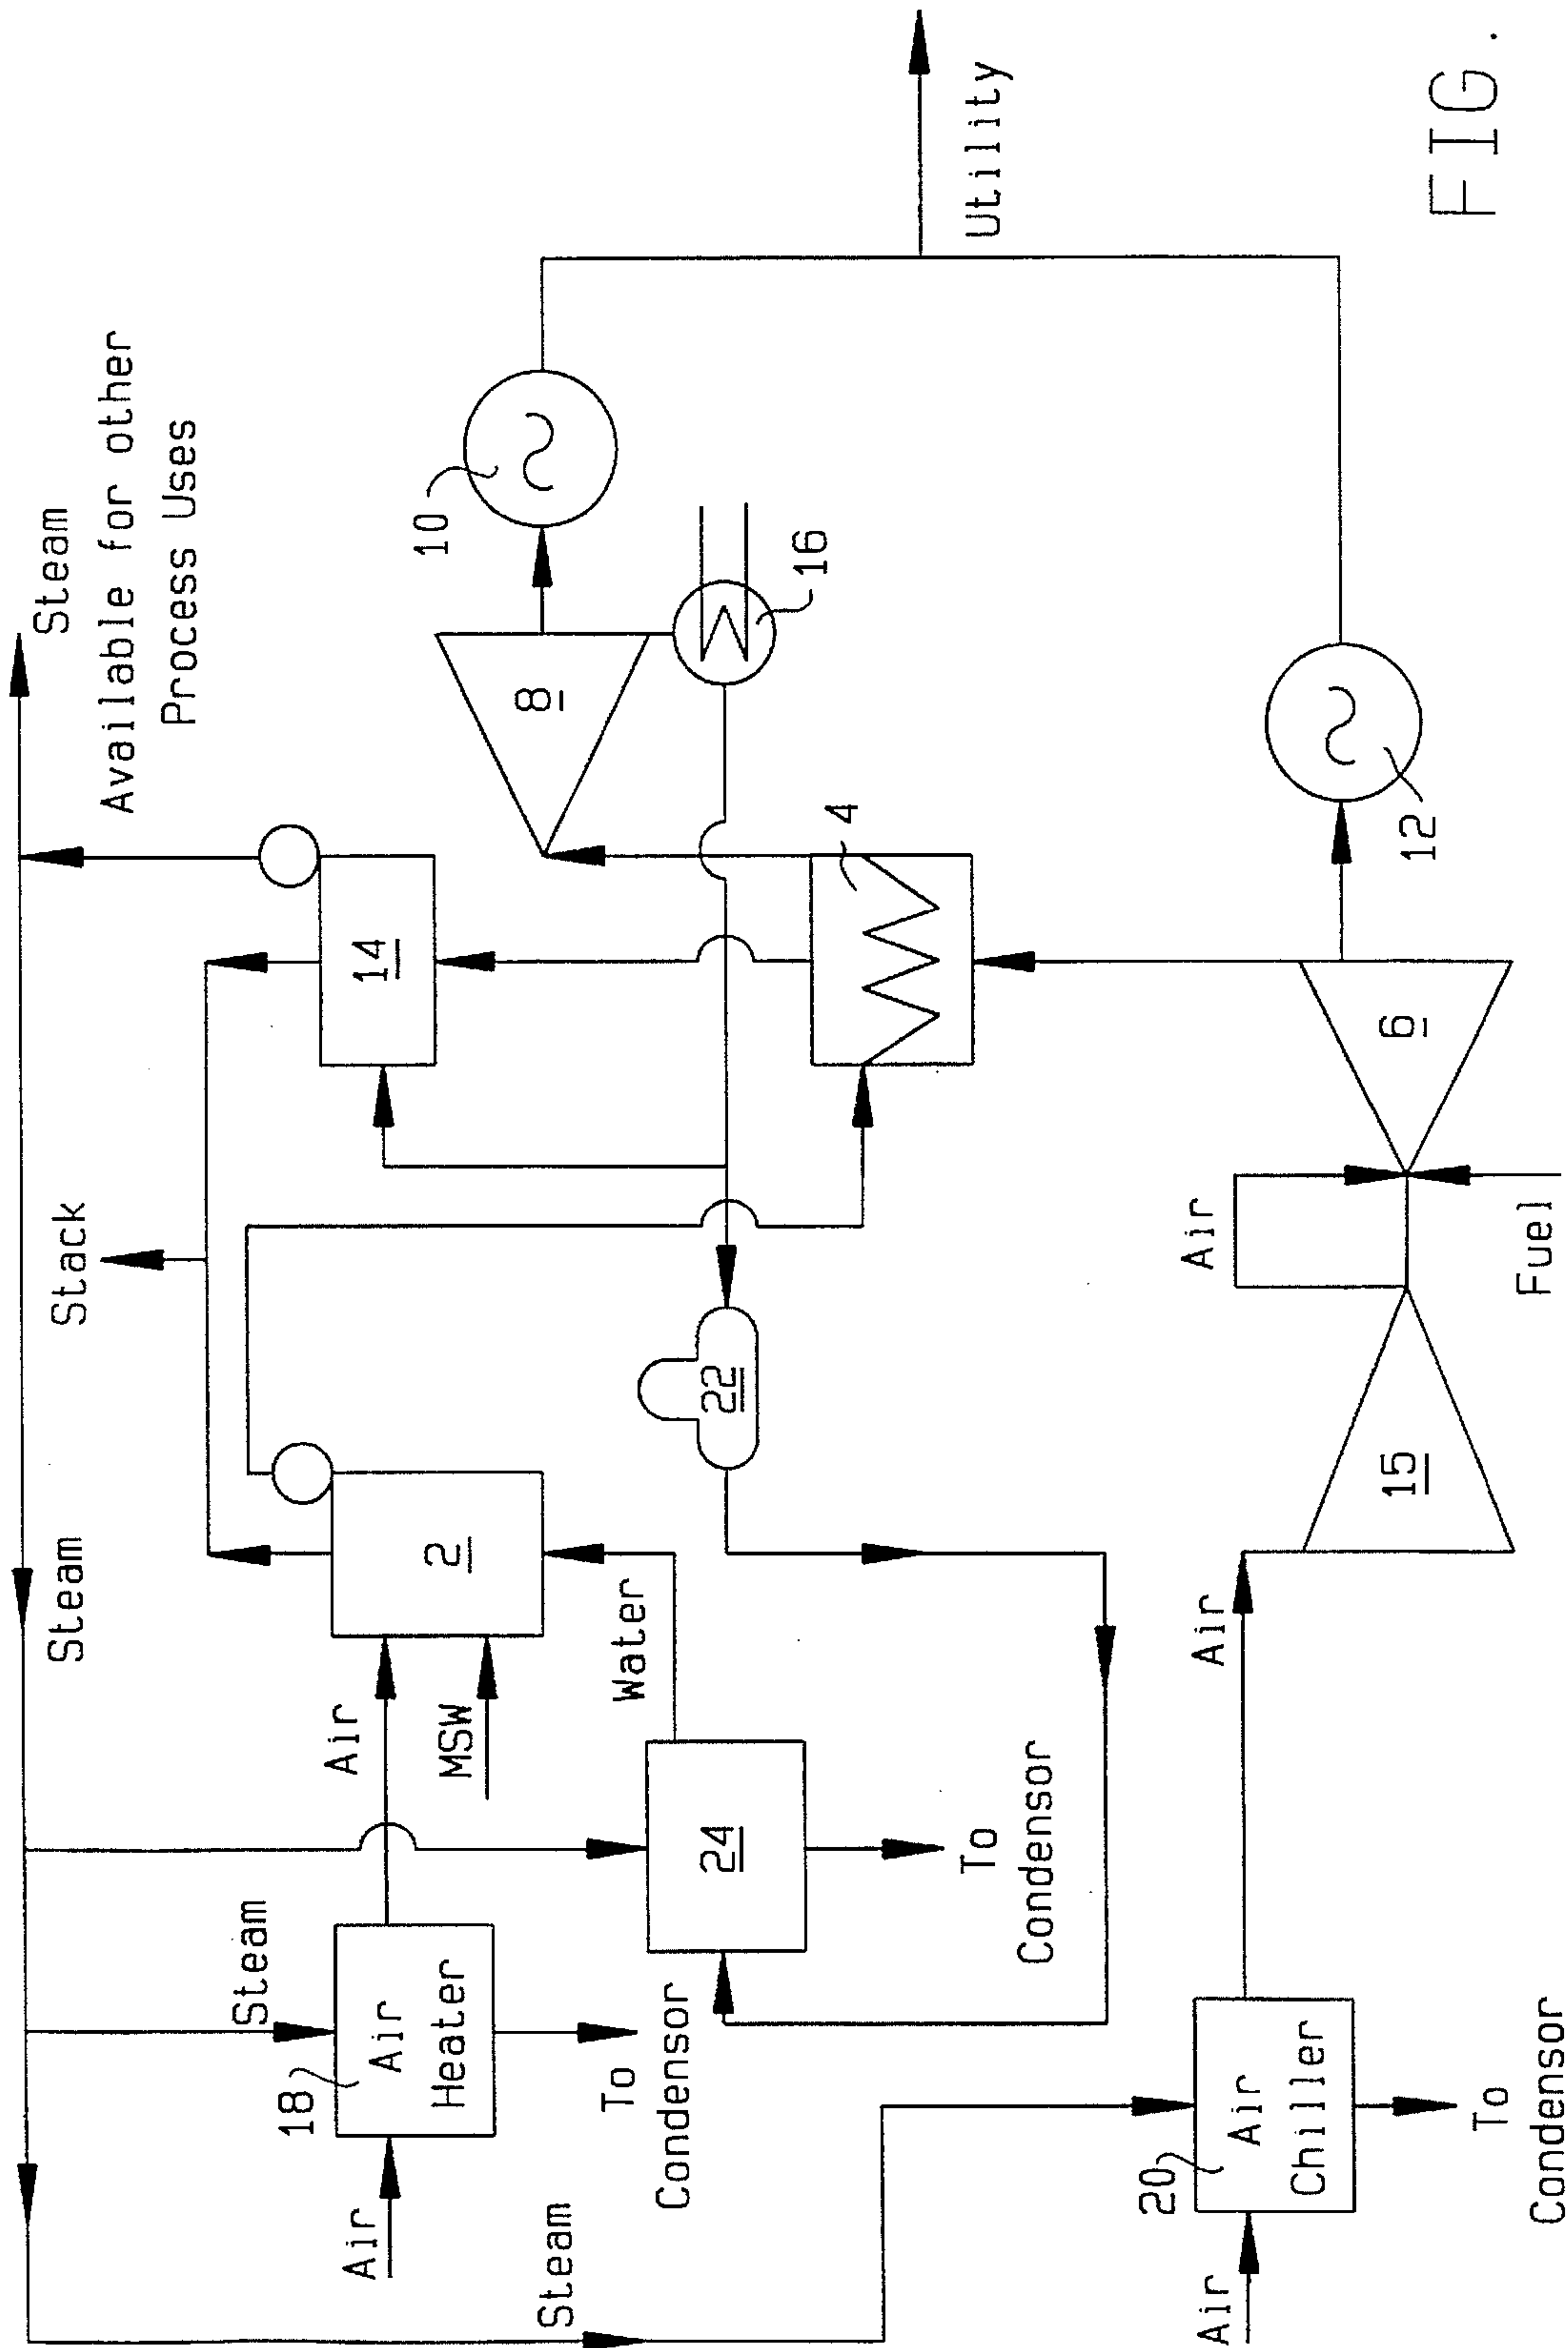 Steam
Available for other
Process Uses
Steam
Stack
Steam
Air
Air
18
Air
Heater
To
Condensor
MSW
2
14
10
8
16
4
Water
22
24
To
Condensor
Steam
Utility
12
6
Air
Fuel
15
Air
20
Air
Chiller
Air
To
Condensor
FIG.